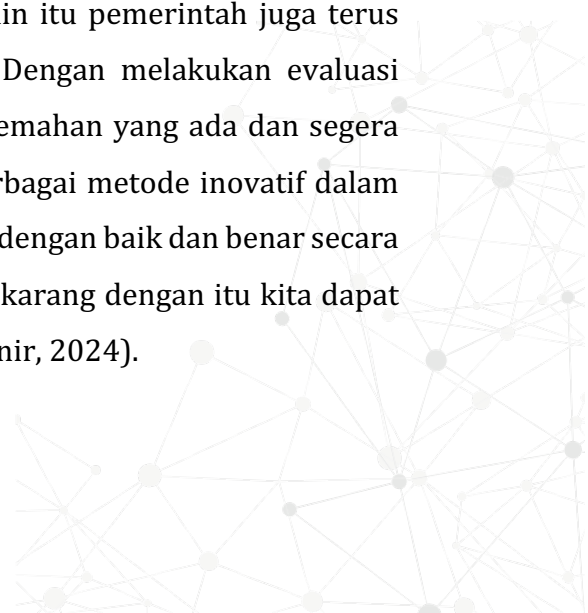 in itu pemerintah juga terus
Dengan melakukan evaluasi
emahan yang ada dan segera
rbagai metode inovatif dalam
dengan baik dan benar secara
karang dengan itu kita dapat
nir, 2024).